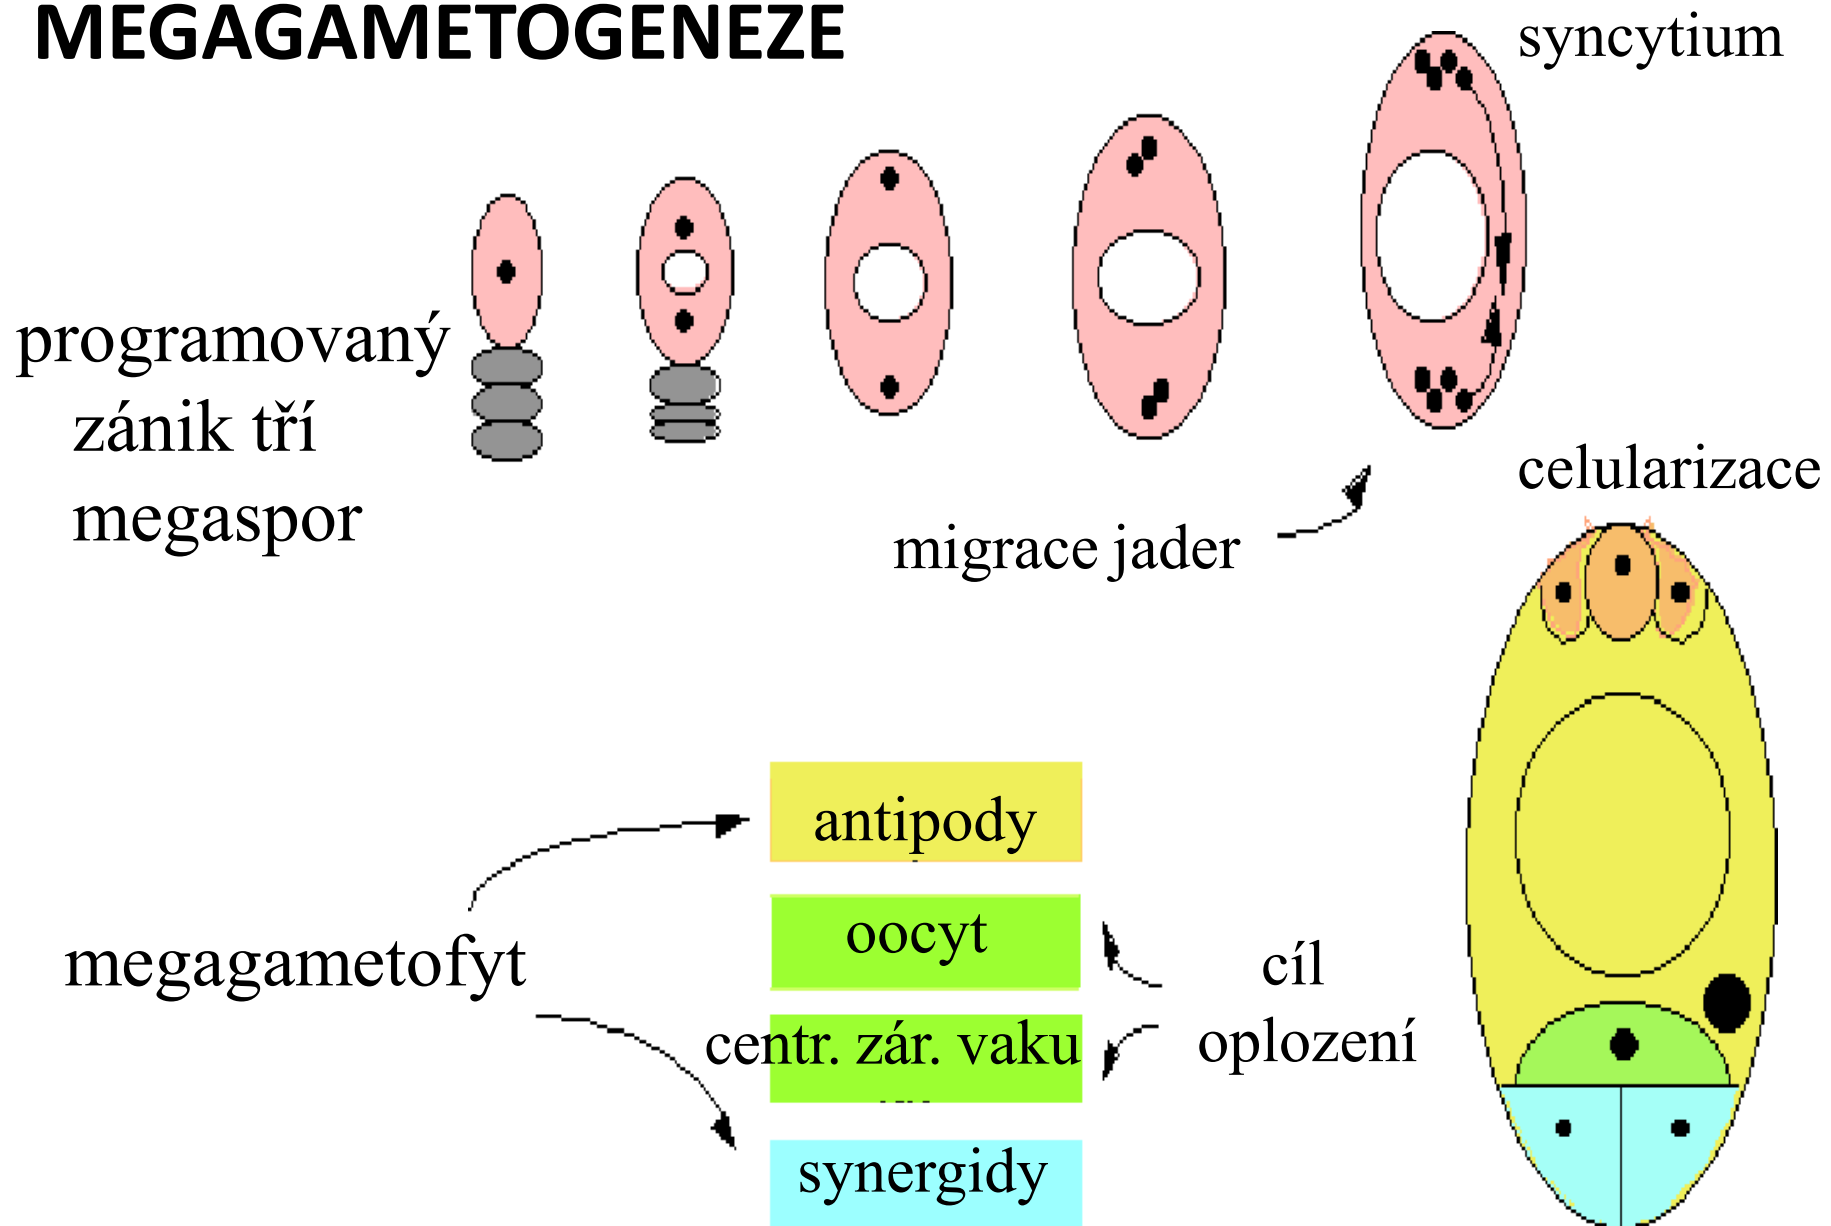 MEGAGAMETOGENEZE
syncytium
programovaný
zánik tří
megaspor
migrace jader
celularizace
antipody
oocyt
megagametofyt
cíl
oplození
centr. zár. vaku
synergidy